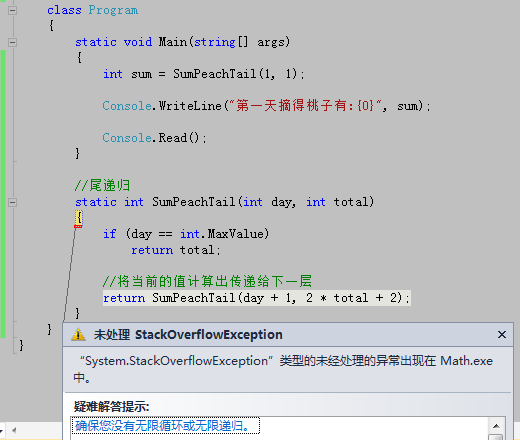 class Program
{
static void Main(string[] args)
{
int sum = SumPeachTail(1, 1);
Console.WriteLine("第一天摘得桃子有:{0}", sum);
Console.Read();
}
//尾递归
static int SumPeachTail(int day, int total)
{
if (day == int.MaxValue)
return total;
//将当前的值计算出传递给下一层
return SumPeachTail(day + 1, 2 * total + 2);
}
}
}
未处理 StackOverflowException
“System.StackOverflowException”类型的未经处理的异常出现在 Math.exe
中。
疑难解答提示:
确保您没有无限循环或无限递归。